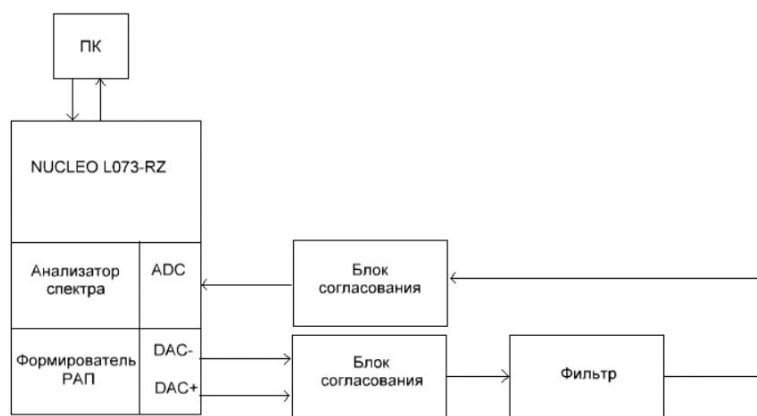 ПК
NUCLEO L073-RZ
Анализатор
спектра
ADC
Блок
согласования
Формирователь
РАП
DAC-
DAC+
Блок
согласования
Фильтр